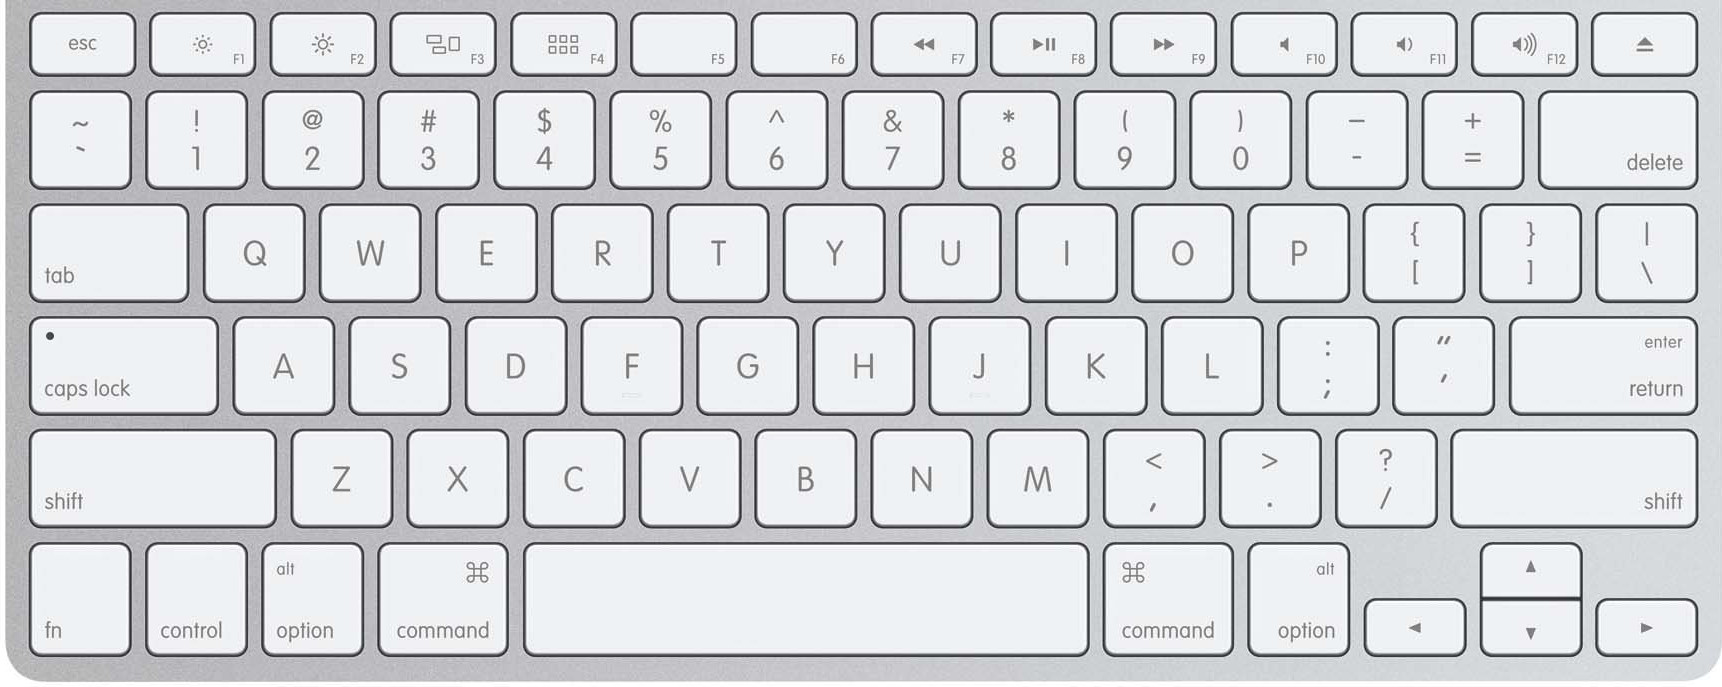 esc F1 F2 F3 F4 F5 F6 F7 F8 F9 F10 F11 F12
~ ! @ # $ % ^ & * ( ) _ +
` 1 2 3 4 5 6 7 8 9 0 - = delete
tab Q W E R T Y U I O P { [ } ] | \
caps lock A S D F G H J K L : ; " ' enter return
shift Z X C V B N M < , > . ? / shift
alt ⌘ ⌘ alt
fn control option command command option